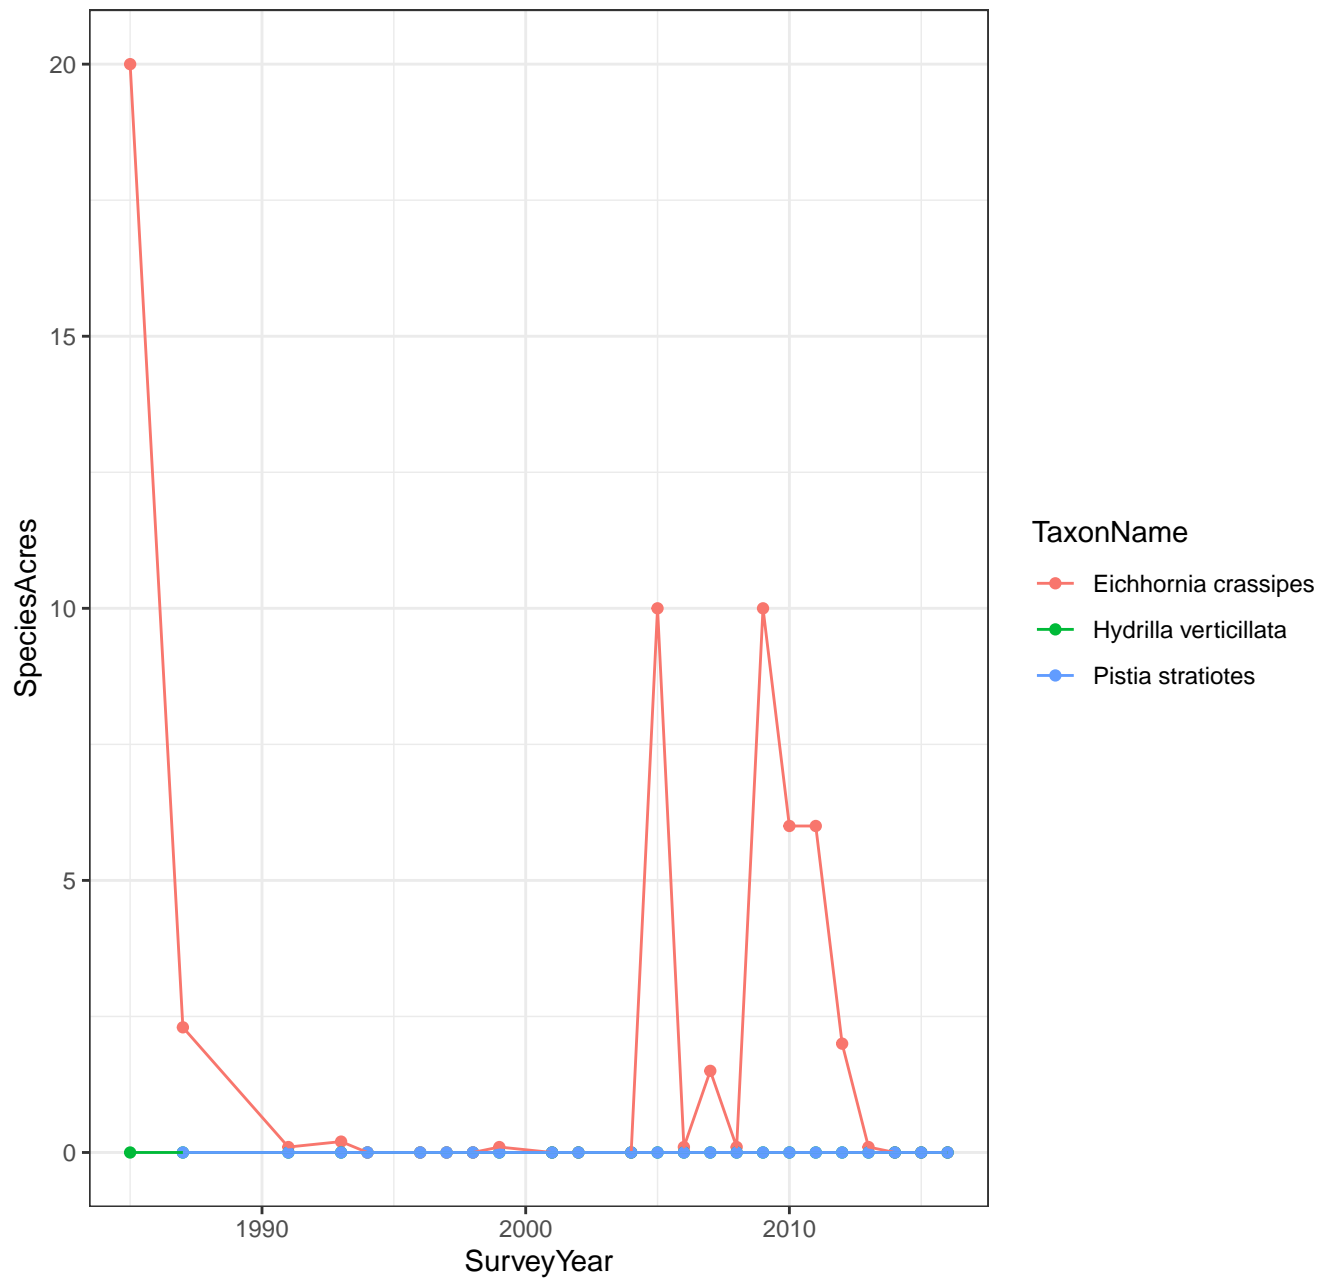 20
15
10
5
0
SpeciesAcres
1990
2000
2010
SurveyYear
TaxonName
Eichhornia crassipes
Hydrilla verticillata
Pistia stratiotes